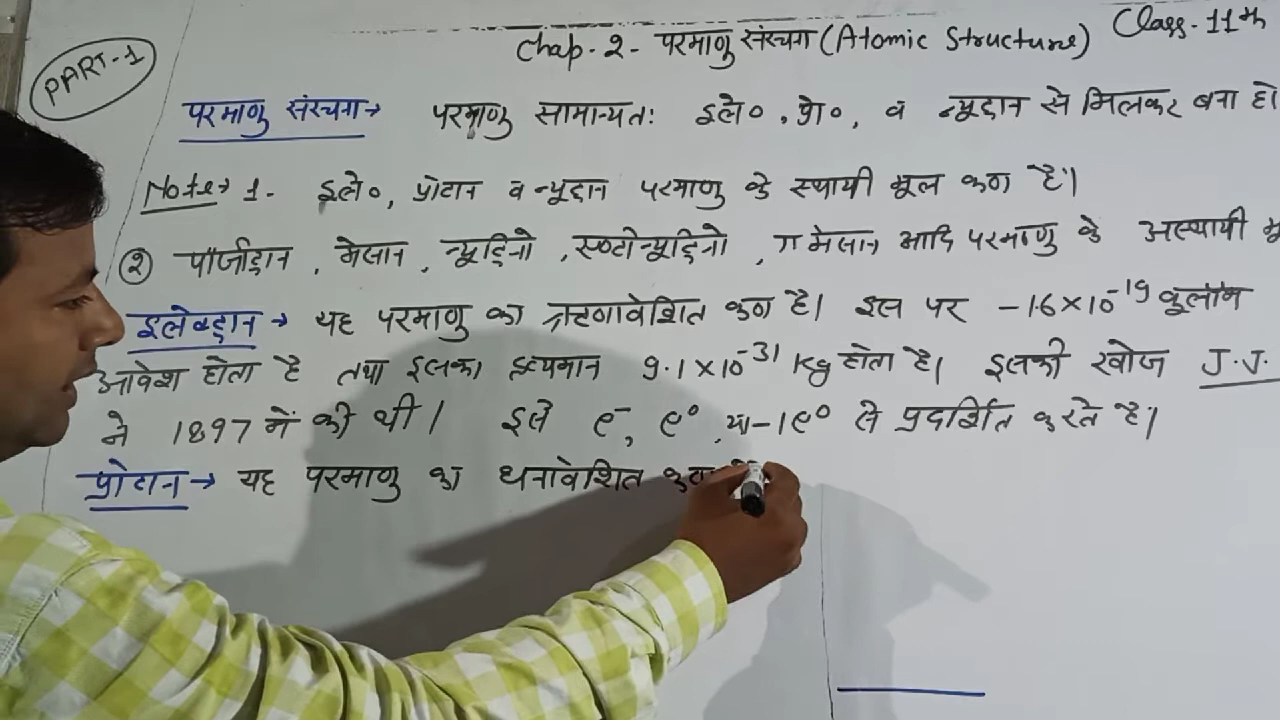 Chap. 2 - परमाणु संरचना (Atomic Structure) Class - 11th
PART-1
परमाणु संरचना → परमाणु सामान्यतः इले०, प्रो०, व न्यूट्रान से मिलकर बना हो
Note → 1 - इले०, प्रोटान व न्यूट्रान परमाणु के स्थायी मूल कण है।
② पॉजीट्रान, मेसान, न्यूट्रिनो, एण्टीन्यूट्रिनो, π मेसान आदि परमाणु के अस्थायी मू
इलेक्ट्रान → यह परमाणु का ऋणावेशित कण है। इस पर -16×10⁻¹⁹ कूलॉम
आवेश होता है तथा इसका द्रव्यमान 9.1×10⁻³¹ Kg होता है। इसकी खोज J.J.
ने 1897 में की थी। इसे e⁻, e⁰, या -1e⁰ से प्रदर्शित करते है।
प्रोटान → यह परमाणु का धनावेशित कण